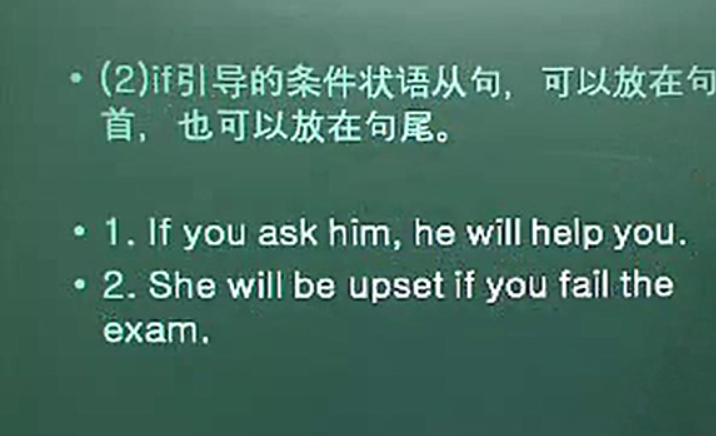 • (2)if引导的条件状语从句，可以放在句
首，也可以放在句尾。
• 1. If you ask him, he will help you.
• 2. She will be upset if you fail the
exam.